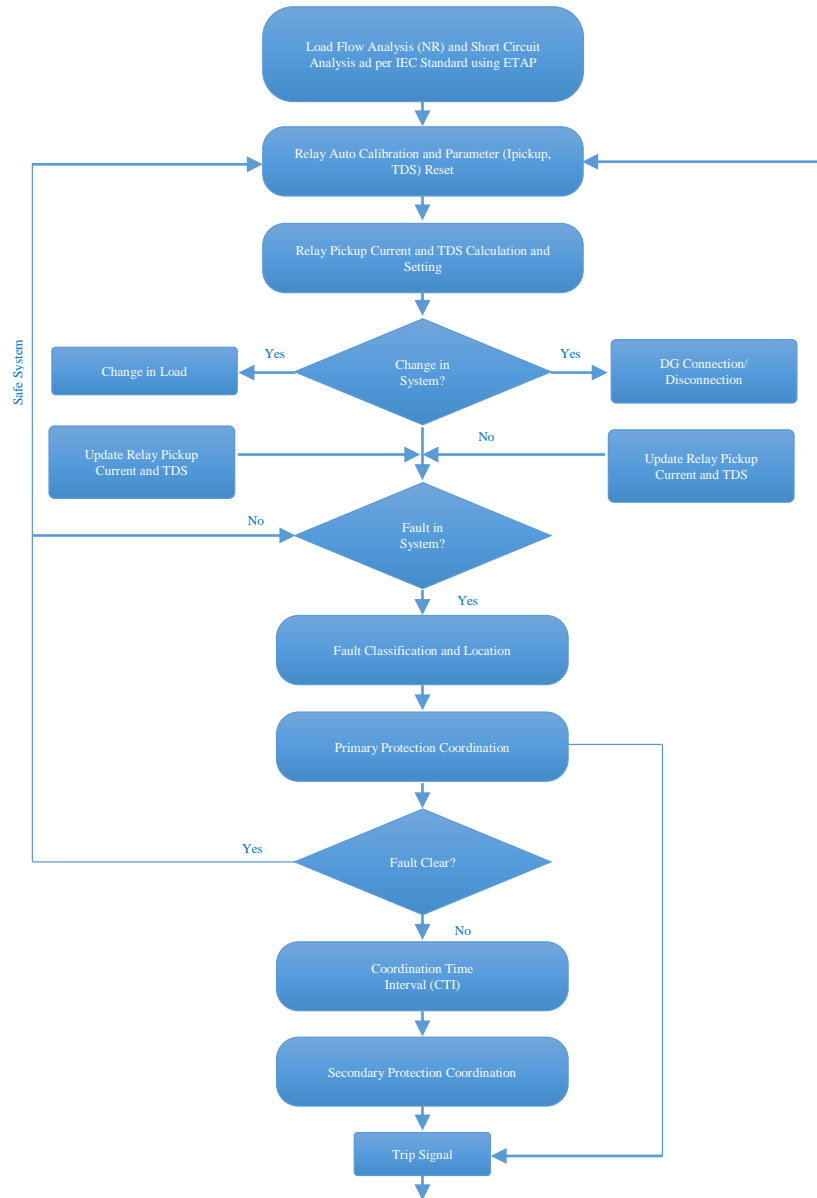 Load Flow Analysis (NR) and Short Circuit
Analysis ad per IEC Standard using ETAP
Relay Auto Calibration and Parameter (Ipickup,
TDS) Reset
Relay Pickup Current and TDS Calculation and
Setting
Safe System
Yes
Yes
Change in Load
Change in
System?
DG Connection/
Disconnection
No
Update Relay Pickup
Current and TDS
Update Relay Pickup
Current and TDS
No
Fault in
System?
Yes
Fault Classification and Location
Primary Protection Coordination
Yes
Fault Clear?
No
Coordination Time
Interval (CTI)
Secondary Protection Coordination
Trip Signal